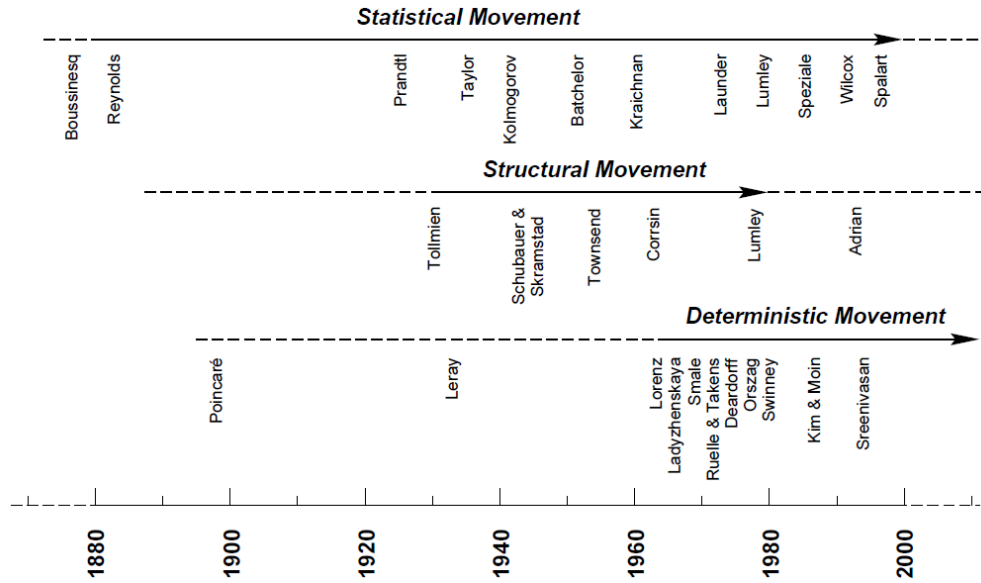 Statistical Movement
Boussinesq
Reynolds
Prandtl
Taylor
Kolmogorov
Batchelor
Kraichnan
Launder
Lumley
Speziale
Wilcox
Spalart
Structural Movement
Tollmien
Schubauer &
Skramstad
Townsend
Corrsin
Lumley
Adrian
Deterministic Movement
Poincaré
Leray
Lorenz
Ladyzhenskaya
Smale
Ruelle & Takens
Deardorff
Orszag
Swinney
Kim & Moin
Sreenivasan
1880
1900
1920
1940
1960
1980
2000